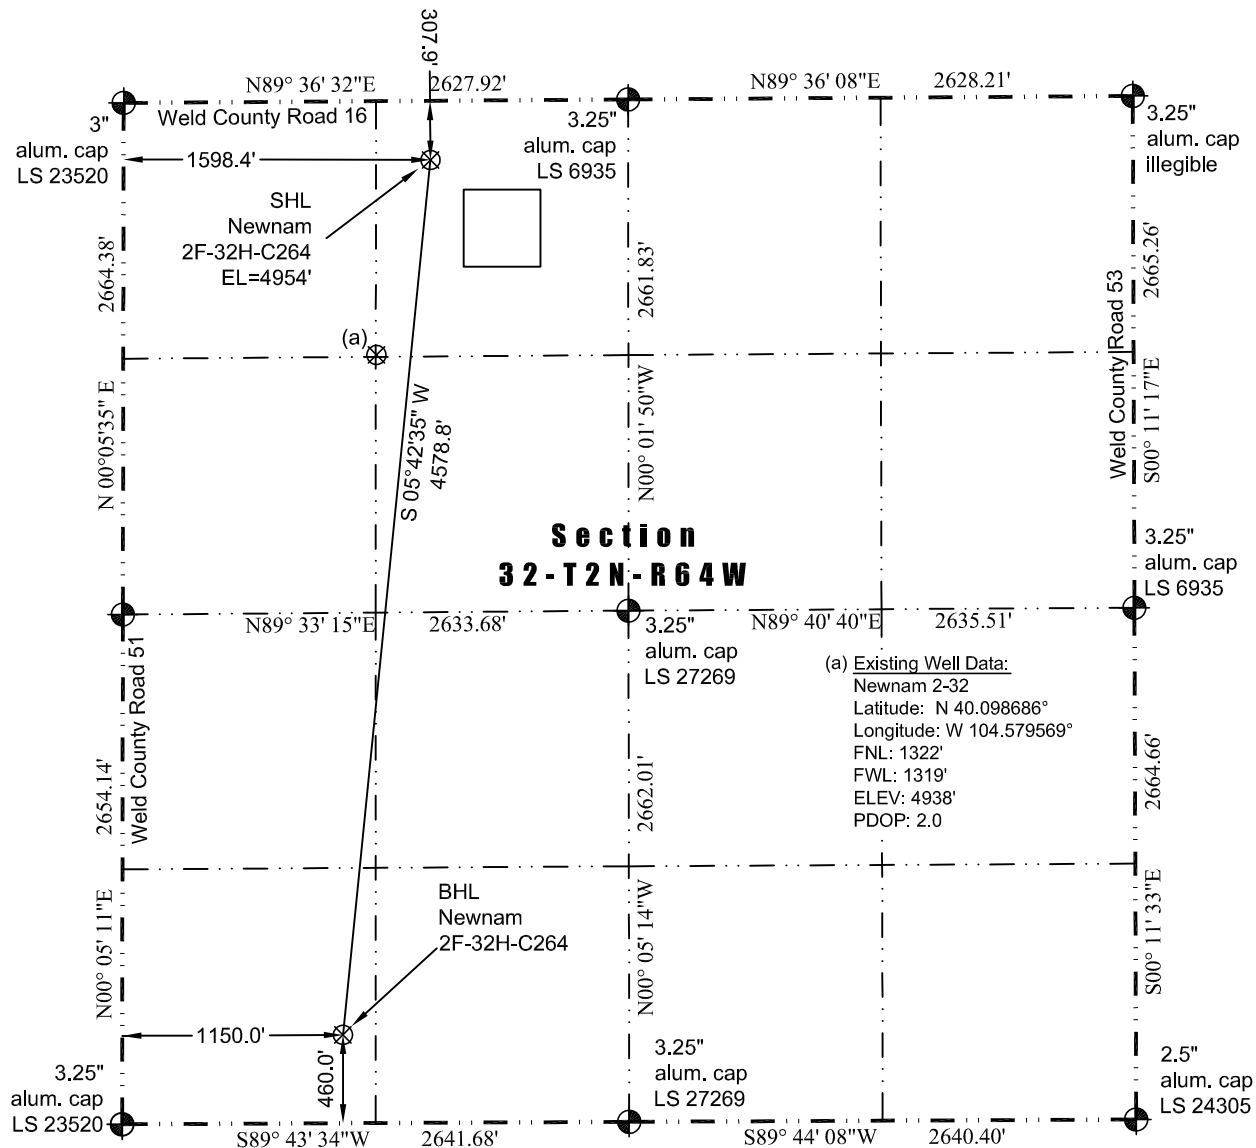 307.9'
N89° 36' 32"E
2627.92'
N89° 36' 08"E
2628.21'
Weld County Road 16
3"
alum. cap
LS 23520
3.25"
alum. cap
LS 6935
3.25"
alum. cap
illegible
1598.4'
SHL
Newnam
2F-32H-C264
EL=4954'
2664.38'
2661.83'
2665.26'
Weld County Road 53
(a)
N 00°05'35" E
S 05°42'35" W
4578.8'
N00° 01' 50"W
S00° 11' 17"E
Section
32-T2N-R64W
3.25"
alum. cap
LS 6935
N89° 33' 15"E
2633.68'
N89° 40' 40"E
2635.51'
3.25"
alum. cap
LS 27269
Weld County Road 51
(a) Existing Well Data:
Newnam 2-32
Latitude: N 40.098686°
Longitude: W 104.579569°
FNL: 1322'
FWL: 1319'
ELEV: 4938'
PDOP: 2.0
2654.14'
2662.01'
2664.66'
BHL
Newnam
2F-32H-C264
N00° 05' 11"E
N00° 05' 14"W
S00° 11' 33"E
1150.0'
460.0'
3.25"
alum. cap
LS 23520
3.25"
alum. cap
LS 27269
2.5"
alum. cap
LS 24305
S89° 43' 34"W
2641.68'
S89° 44' 08"W
2640.40'